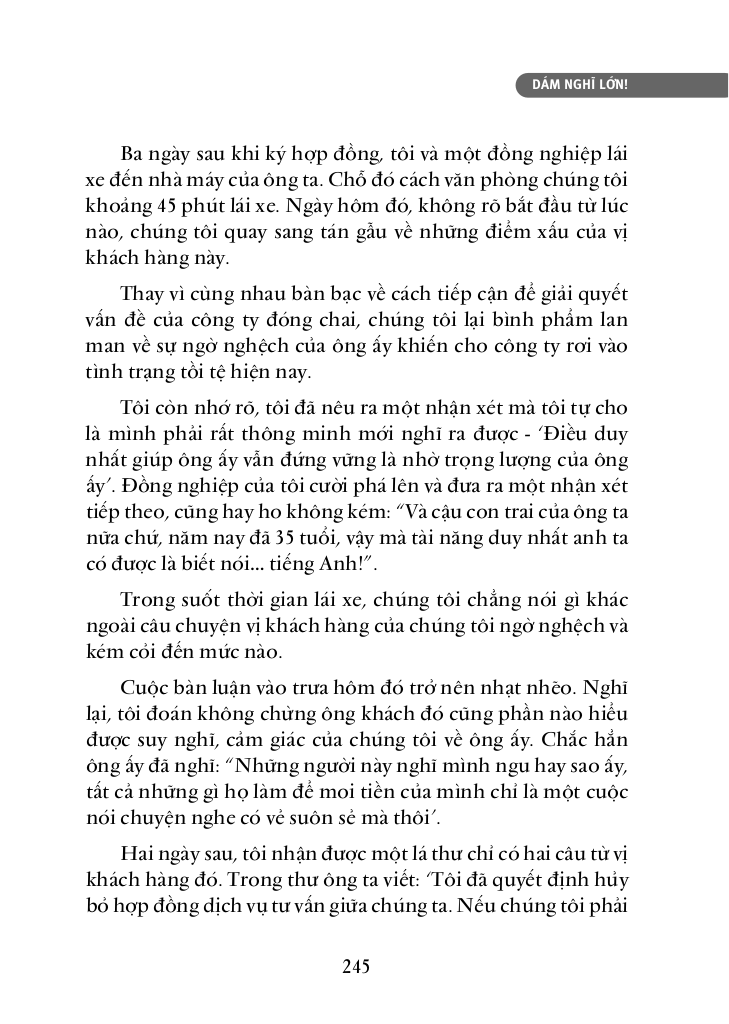 DÁM NGHĨ LỚN!
Ba ngày sau khi ký hợp đồng, tôi và một đồng nghiệp lái
xe đến nhà máy của ông ta. Chỗ đó cách văn phòng chúng tôi
khoảng 45 phút lái xe. Ngày hôm đó, không rõ bắt đầu từ lúc
nào, chúng tôi quay sang tán gẫu về những điểm xấu của vị
khách hàng này.
Thay vì cùng nhau bàn bạc về cách tiếp cận để giải quyết
vấn đề của công ty đóng chai, chúng tôi lại bình phẩm lan
man về sự ngờ nghệch của ông ấy khiến cho công ty rơi vào
tình trạng tồi tệ hiện nay.
Tôi còn nhớ rõ, tôi đã nêu ra một nhận xét mà tôi tự cho
là mình phải rất thông minh mới nghĩ ra được - ‘Điều duy
nhất giúp ông ấy vẫn đứng vững là nhờ trọng lượng của ông
ấy’. Đồng nghiệp của tôi cười phá lên và đưa ra một nhận xét
tiếp theo, cũng hay ho không kém: “Và cậu con trai của ông ta
nữa chứ, năm nay đã 35 tuổi, vậy mà tài năng duy nhất anh ta
có được là biết nói... tiếng Anh!”.
Trong suốt thời gian lái xe, chúng tôi chẳng nói gì khác
ngoài câu chuyện vị khách hàng của chúng tôi ngờ nghệch và
kém cỏi đến mức nào.
Cuộc bàn luận vào trưa hôm đó trở nên nhạt nhẽo. Nghĩ
lại, tôi đoán không chừng ông khách đó cũng phần nào hiểu
được suy nghĩ, cảm giác của chúng tôi về ông ấy. Chắc hẳn
ông ấy đã nghĩ: “Những người này nghĩ mình ngu hay sao ấy,
tất cả những gì họ làm để moi tiền của mình chỉ là một cuộc
nói chuyện nghe có vẻ suôn sẻ mà thôi’.
Hai ngày sau, tôi nhận được một lá thư chỉ có hai câu từ vị
khách hàng đó. Trong thư ông ta viết: ‘Tôi đã quyết định hủy
bỏ hợp đồng dịch vụ tư vấn giữa chúng ta. Nếu chúng tôi phải
245